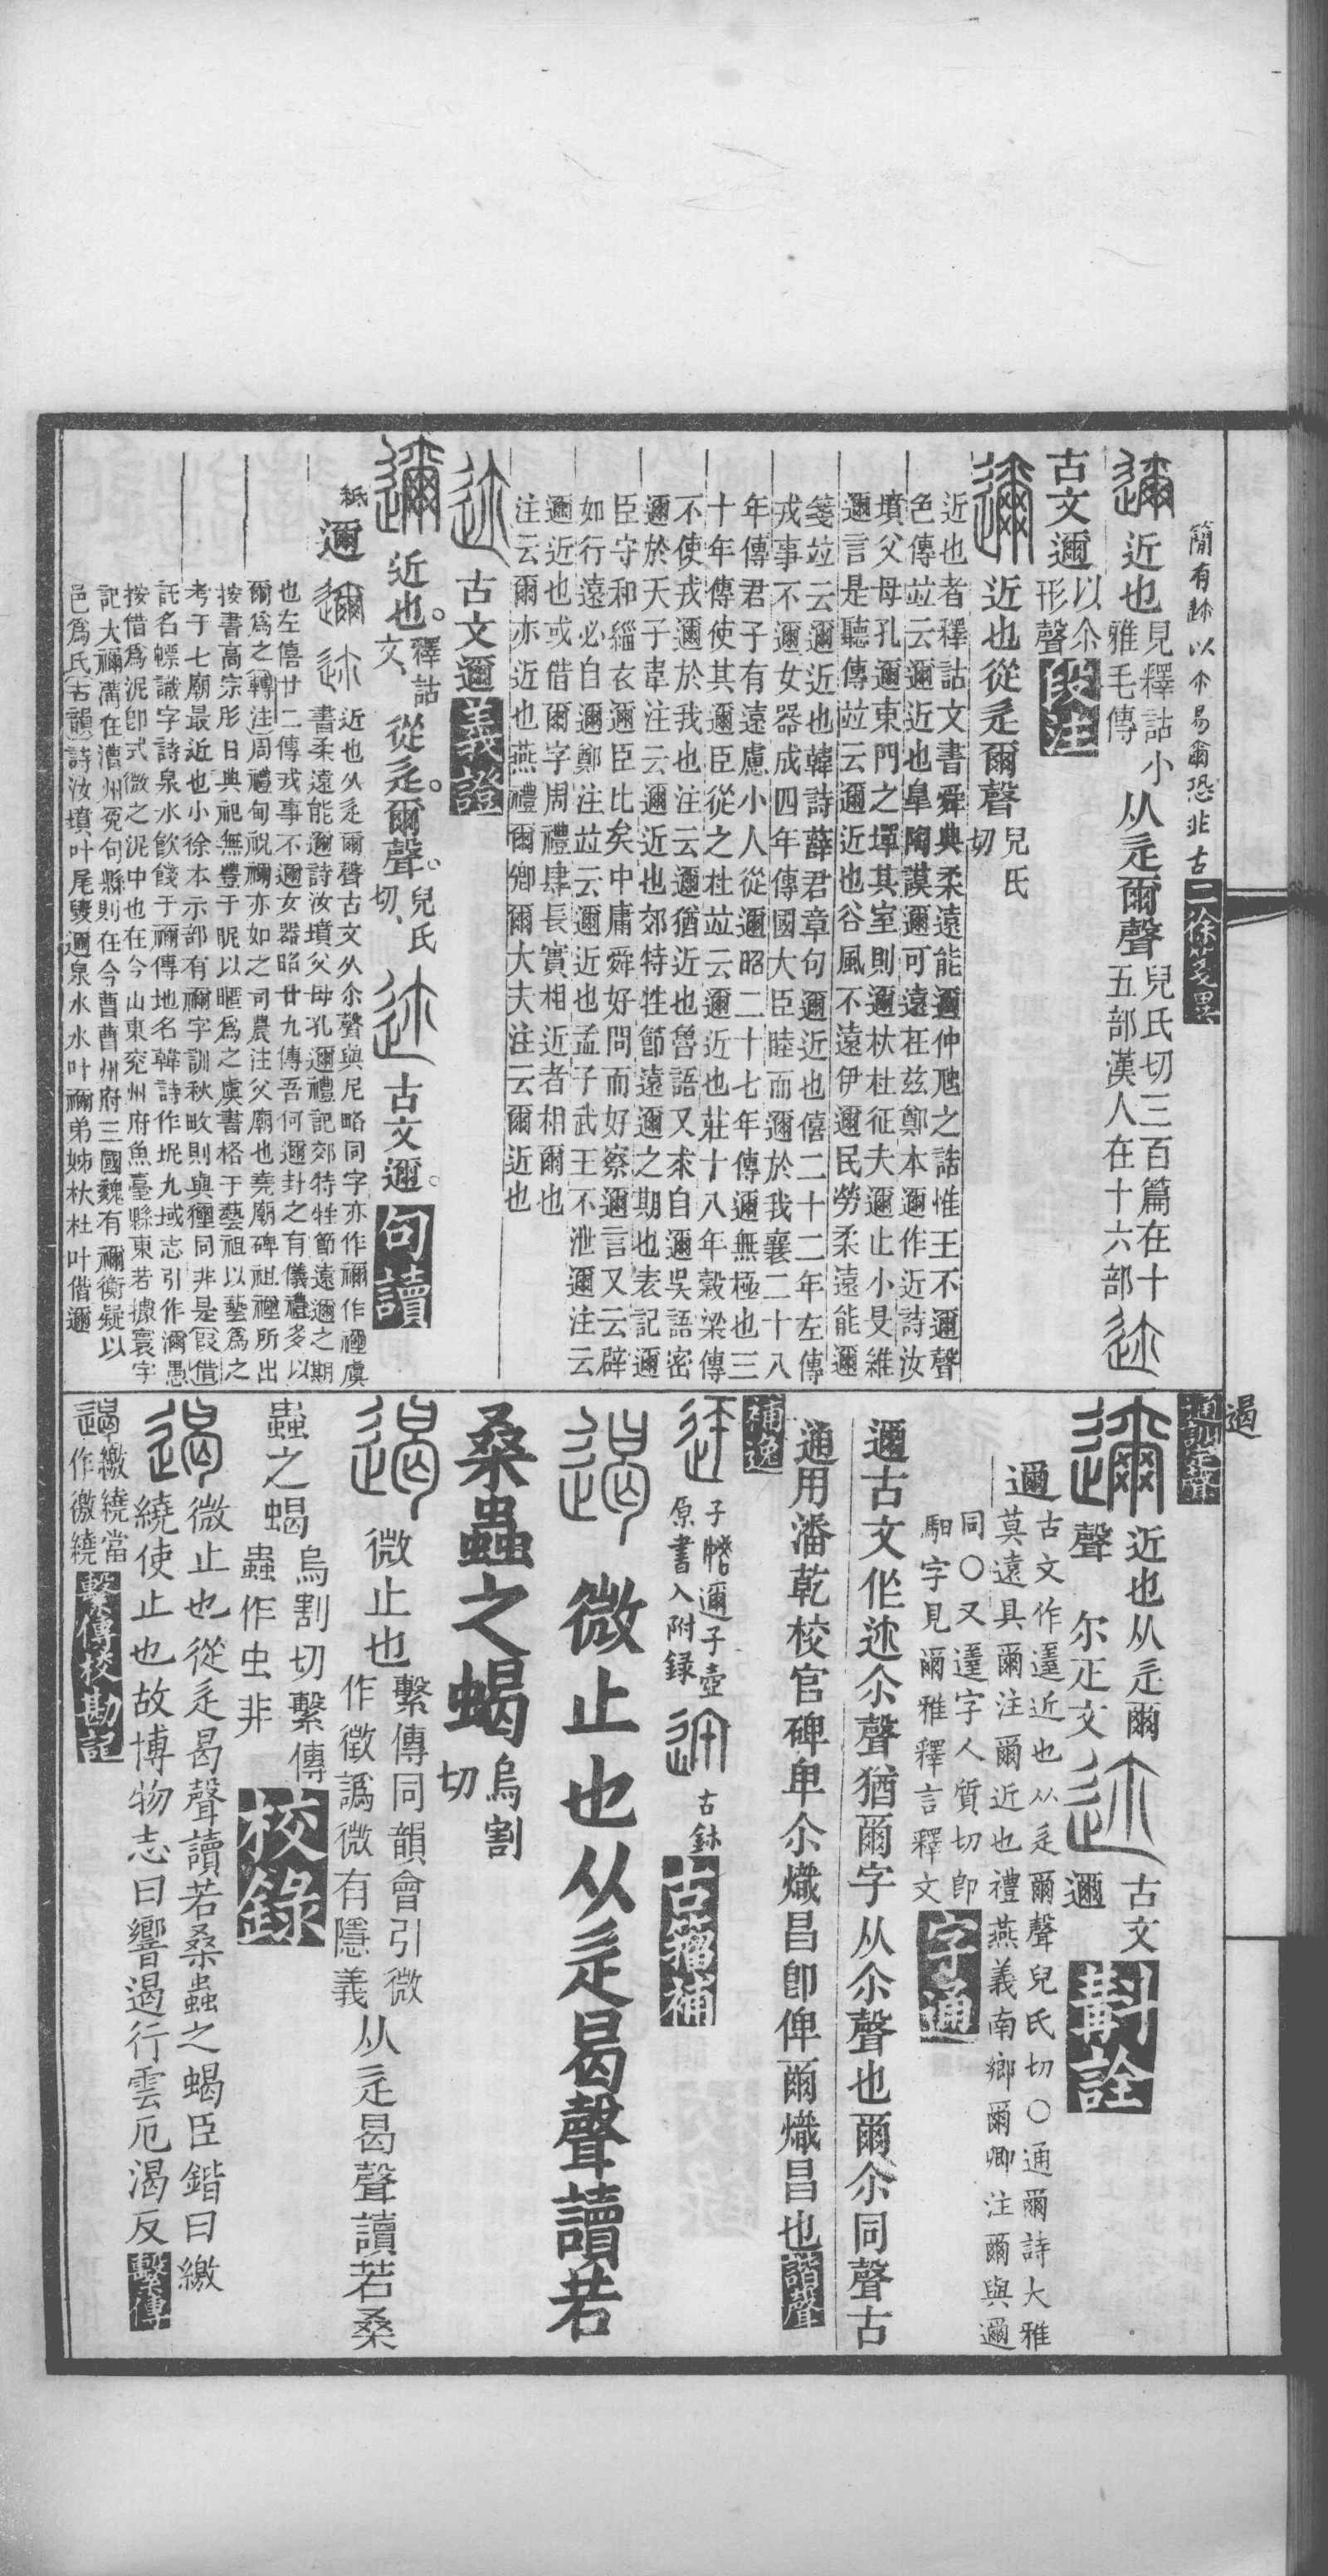 簡有𨒛以尒易爾恐非古二徐箋異
邇近也見釋詁小雅毛傳从辵爾聲兒氏切三百篇在十五部漢人在十六部迩
古文邇以尒形聲段注
邇近也從辵爾聲兒氏切
近也者釋詁文書舜典柔遠能邇仲虺之誥惟王不邇聲
色傳竝云邇近也皐陶謨邇可遠在茲鄭本邇作近詩汝
墳父母孔邇東門之墠其室則邇杕杜征夫邇止小旻維
邇言是聽傳竝云邇近也谷風不遠伊邇民勞柔遠能邇
箋竝云邇近也韓詩薛君章句邇近也僖二十二年左傳
戎事不邇女器成四年傳國大臣睦而邇於我襄二十八
年傳君子有遠慮小人從邇昭二十七年傳邇無極也三
十年傳使其邇臣從之杜竝云邇近也莊十八年穀梁傳
不使戎邇於我也注云邇猶近也魯語又求自邇吳語密
邇於天子韋注云邇近也郊特牲節遠邇之期也表記邇
臣守和緇衣邇臣比矣中庸舜好問而好察邇言又云辟
如行遠必自邇鄭注竝云邇近也孟子武王不泄邇注云
邇近也或借爾字周禮肆長實相近者相爾也
注云爾亦近也燕禮爾卿爾大夫注云爾近也
迩古文邇義證
邇近也釋詁文從辵爾聲兒氏切迩古文邇句讀
紙邇邇迩近也从辵爾聲古文从尒聲與尼略同字亦作禰作𥜬虞
書柔遠能邇詩汝墳父母孔邇禮記郊特牲節遠邇之期
也左僖廿二傳戎事不邇女器昭廿九傳吾何邇封之有儀禮多以
爾爲之轉注周禮甸祝禰亦如之司農注父廟也堯廟碑祖𥜬所出
按書高宗肜日典祀無豐于昵以暱爲之虞書格于藝祖以藝爲之
考于七廟最近也小徐本示部有禰字訓秋畋則與獮同非是假借
託名幖識字詩泉水飲餞于禰傳地名韓詩作坭九域志引作濔愚
按借爲泥卽式微之泥中也在今山東兖州府魚臺縣東若據寰宇
記大禰溝在漕州冤句縣則在今曹曹州府三國魏有禰衡疑以
邑爲氏古韻詩汝墳叶尾燬邇泉水水叶禰弟姊杕杜叶偕邇
遏
通訓定聲
邇近也从辵爾聲尔疋文迩古文邇斠詮
邇古文作𨔵近也从辵爾聲兒氏切○通爾詩大雅
莫遠具爾注爾近也禮燕義南鄉爾卿注爾與邇
同○又𨔵字人質切卽
馹字見爾雅釋言釋文字通
邇古文作迩尒聲猶爾字从尒聲也爾尒同聲古
通用潘乾校官碑卑尒熾昌卽俾爾熾昌也諧聲
補逸
子𦡊邇子壺原書入附録古鉥古籀補
遏微止也从辵曷聲讀若
桑蟲之蝎烏割切
遏微止也繫傳同韻會引微作徵譌微有隱義从辵曷聲讀若桑
蟲之蝎烏割切繫傳蟲作虫非校錄
遏微止也從辵曷聲讀若桑蟲之蝎臣鍇曰繳
繞使止也故博物志曰響遏行雲厄渴反繫傳
遏繳繞當作徼繞繫傳校勘記